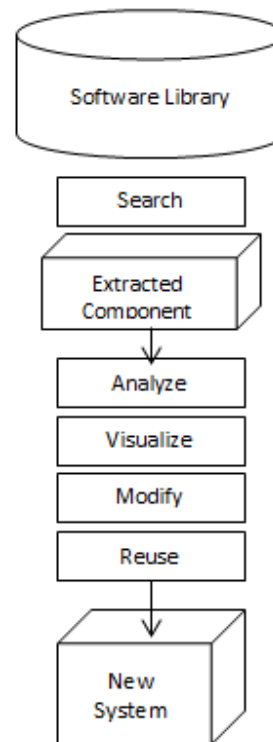 Software Library
Search
Extracted
Component
Analyze
Visualize
Modify
Reuse
New
System